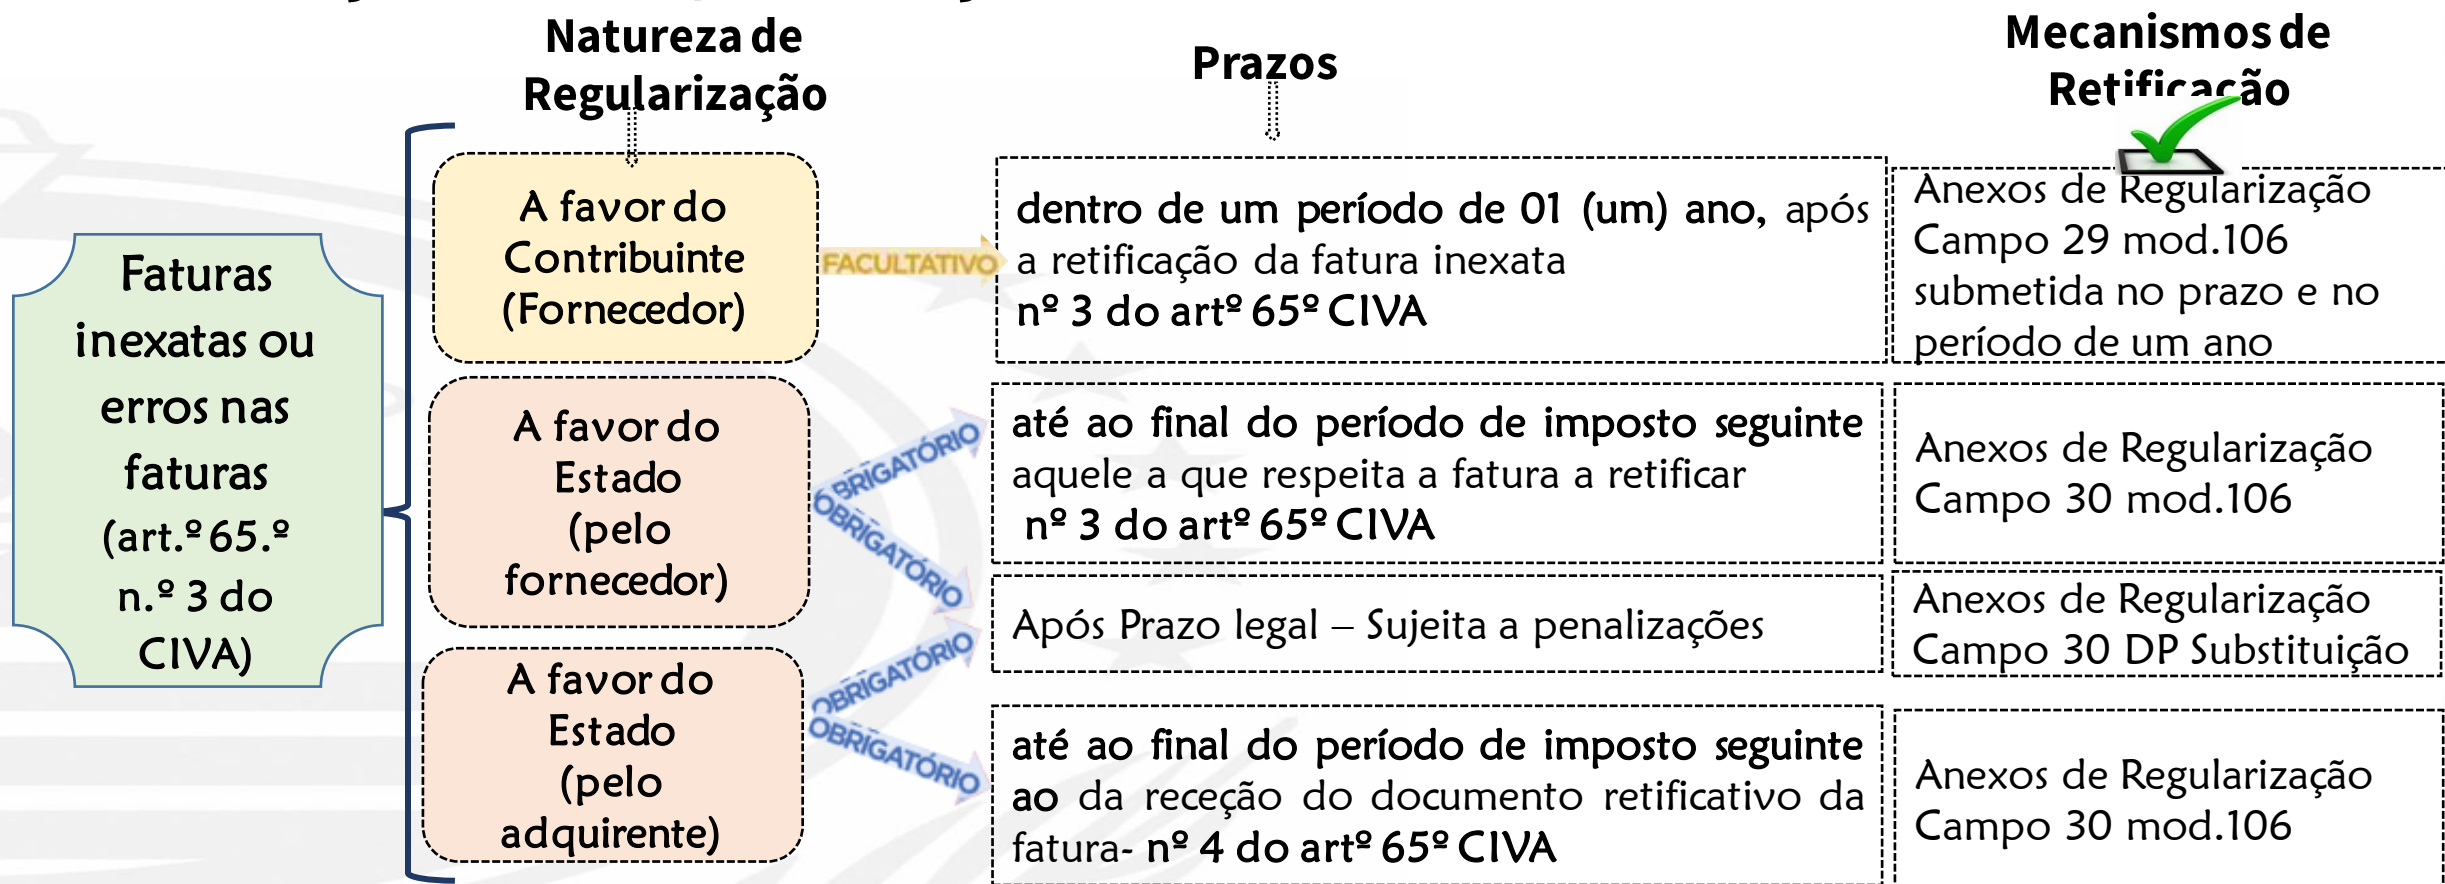 Natureza de
Regularização
Prazos
Mecanismos de
Retificação
Faturas
inexatas ou
erros nas
faturas
(art.º 65.º
n.º 3 do
CIVA)
A favor do
Contribuinte
(Fornecedor)
FACULTATIVO
dentro de um período de 01 (um) ano, após
a retificação da fatura inexata
nº 3 do artº 65º CIVA
Anexos de Regularização
Campo 29 mod.106
submetida no prazo e no
período de um ano
A favor do
Estado
(pelo
fornecedor)
OBRIGATÓRIO
OBRIGATÓRIO
até ao final do período de imposto seguinte
aquele a que respeita a fatura a retificar
nº 3 do artº 65º CIVA
Anexos de Regularização
Campo 30 mod.106
Após Prazo legal – Sujeita a penalizações
Anexos de Regularização
Campo 30 DP Substituição
A favor do
Estado
(pelo
adquirente)
OBRIGATÓRIO
OBRIGATÓRIO
até ao final do período de imposto seguinte
ao da receção do documento retificativo da
fatura- nº 4 do artº 65º CIVA
Anexos de Regularização
Campo 30 mod.106